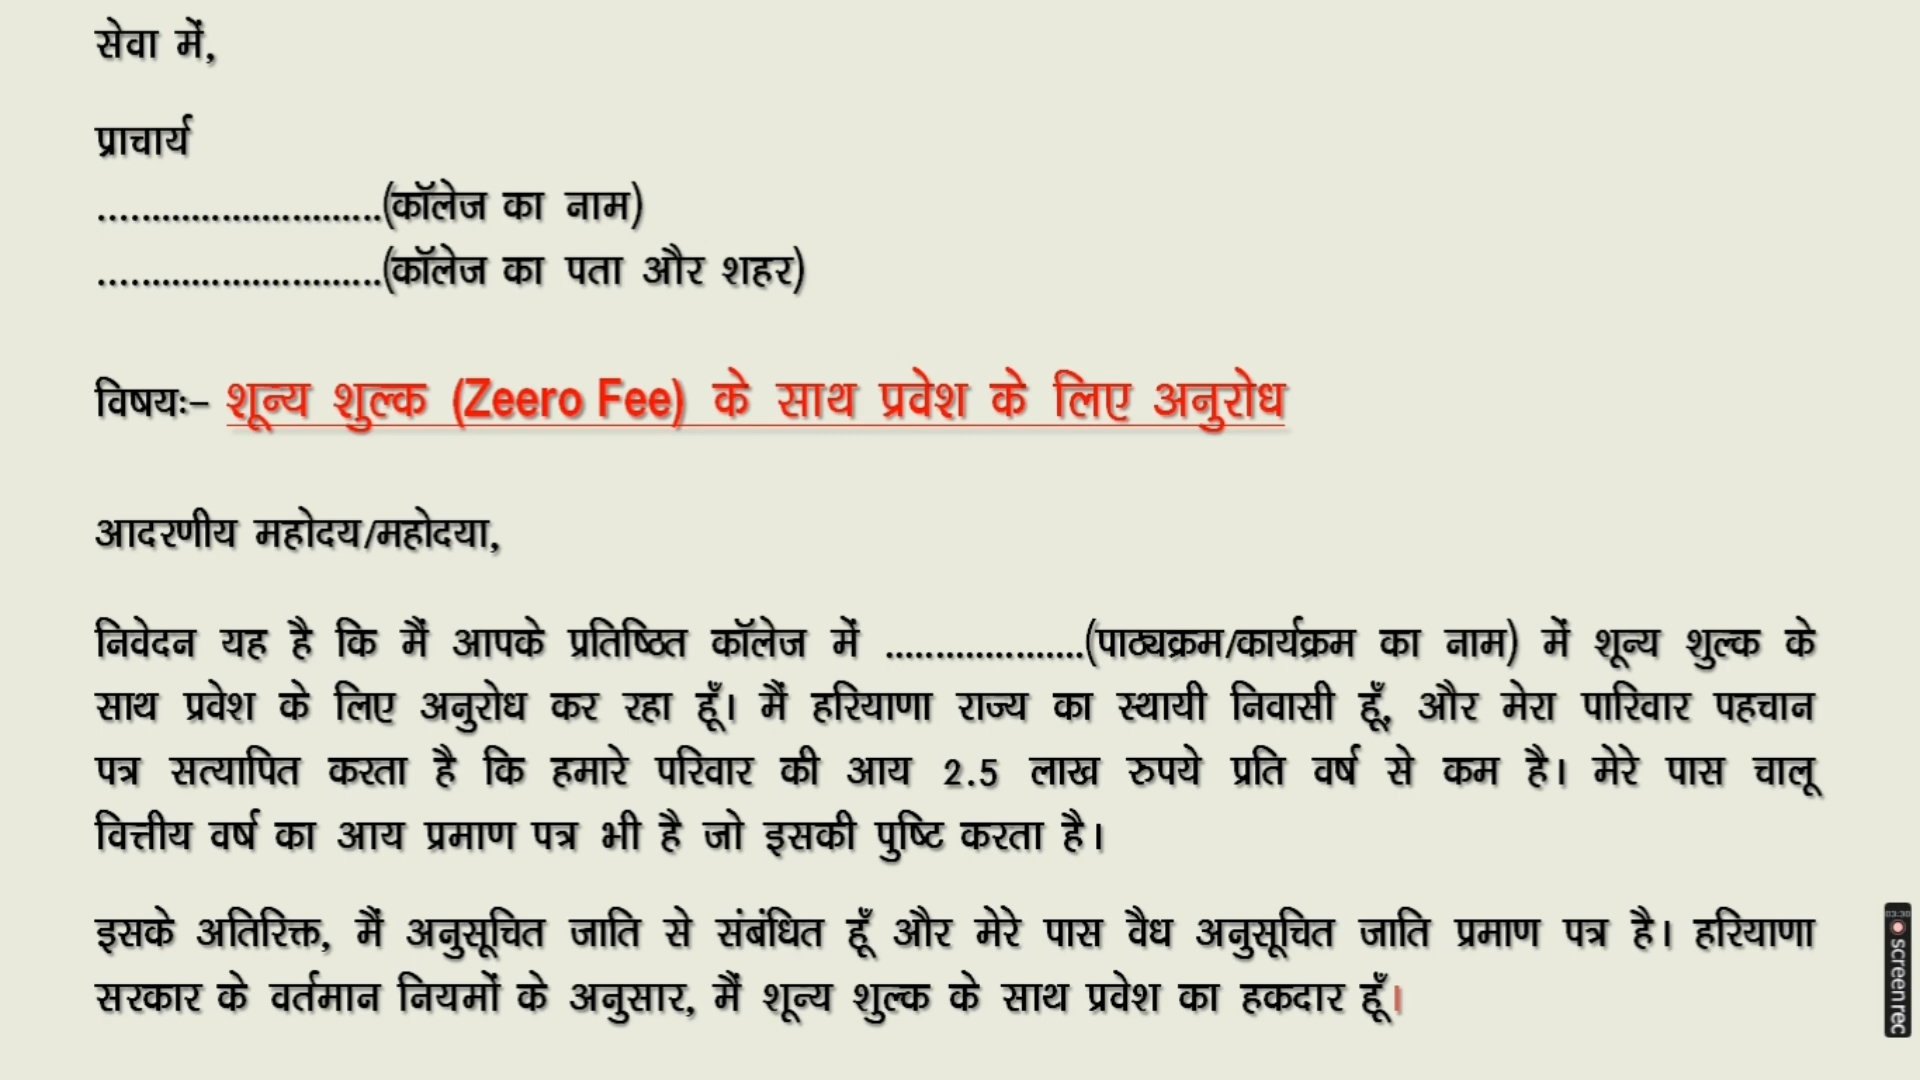 सेवा में,
प्राचार्य
............................(कॉलेज का नाम)
............................(कॉलेज का पता और शहर)
विषयः– शून्य शुल्क (Zeero Fee) के साथ प्रवेश के लिए अनुरोध
आदरणीय महोदय/महोदया,
निवेदन यह है कि मैं आपके प्रतिष्ठित कॉलेज में ....................(पाठ्यक्रम/कार्यक्रम का नाम) में शून्य शुल्क के
साथ प्रवेश के लिए अनुरोध कर रहा हूँ। मैं हरियाणा राज्य का स्थायी निवासी हूँ, और मेरा पारिवार पहचान
पत्र सत्यापित करता है कि हमारे परिवार की आय 2.5 लाख रुपये प्रति वर्ष से कम है। मेरे पास चालू
वित्तीय वर्ष का आय प्रमाण पत्र भी है जो इसकी पुष्टि करता है।
इसके अतिरिक्त, मैं अनुसूचित जाति से संबंधित हूँ और मेरे पास वैध अनुसूचित जाति प्रमाण पत्र है। हरियाणा
सरकार के वर्तमान नियमों के अनुसार, मैं शून्य शुल्क के साथ प्रवेश का हकदार हूँ।
03:30
screenrec